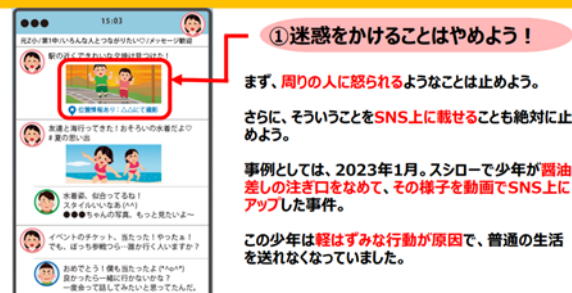 15:03
元Z小/第1中/いろんな人とつながりたい♡/メッセージ歓迎
駅の近くできれいな夕焼け見つけた！
位置情報あり：△△にて撮影
友達と海行ってきた！おそろいの水着だよ♡
#夏の思い出
水着姿、似合ってるね！
スタイルいいなあ (^^)
●●●ちゃんの写真、もっと見たいよ～
イベントのチケット、当たった！やったぁ！
でも、ぼっち参戦つら…誰か行く人いますか？
おめでとう！僕も当たったよ (*^o^*)
良かったら一緒に行かないかな？
一度会って話してみたいと思ってたんだ。
①迷惑をかけることはやめよう！
まず、周りの人に怒られるようなことは止めよう。
さらに、そういうことをSNS上に載せることも絶対に止
めよう。
事例としては、2023年1月。スシローで少年が醤油
差しの注ぎ口をなめて、その様子を動画でSNS上に
アップした事件。
この少年は軽はずみな行動が原因で、普通の生活
を送れなくなっていました。